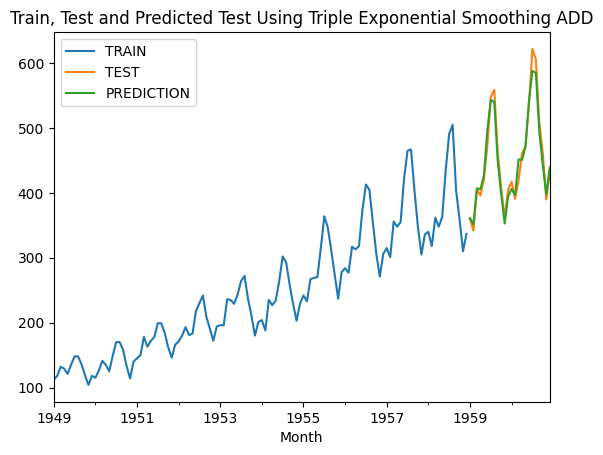 Train, Test and Predicted Test Using Triple Exponential Smoothing ADD
TRAIN
TEST
PREDICTION
600
500
400
300
200
100
1949
1951
1953
1955
1957
1959
Month